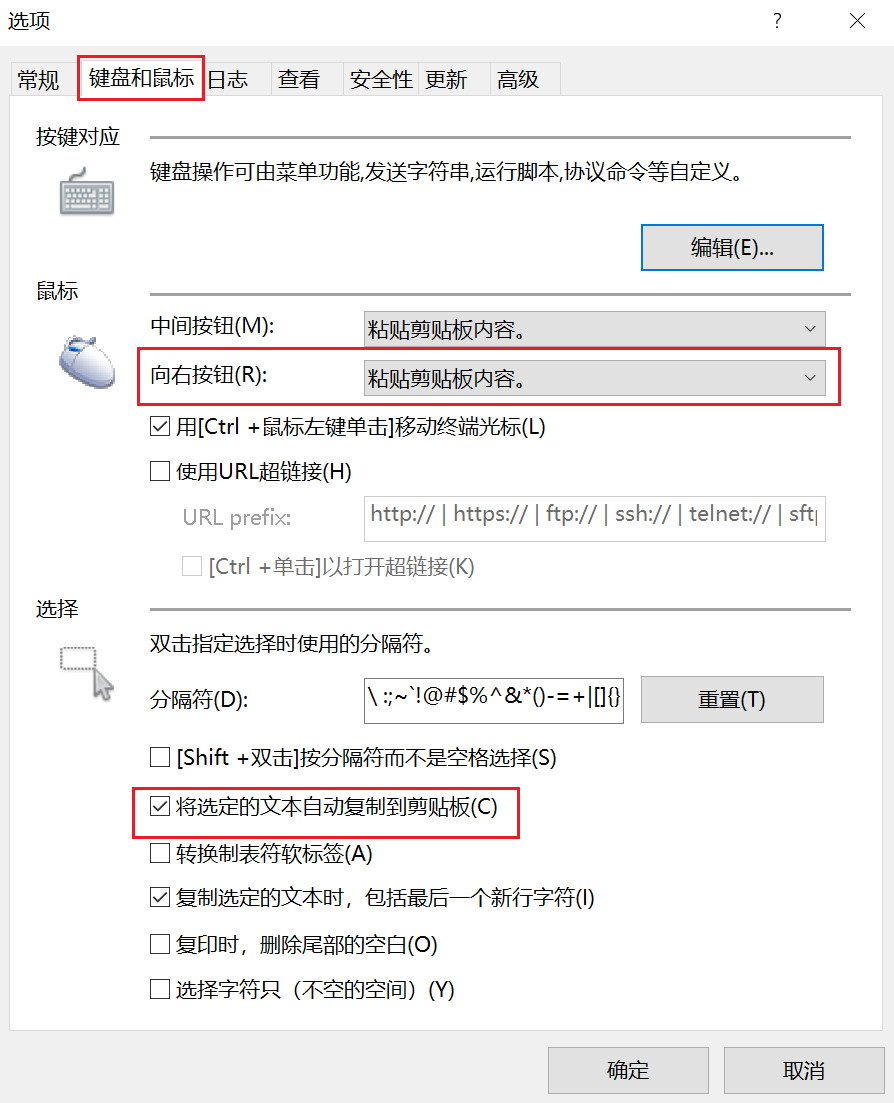 选项
?
常规 键盘和鼠标 日志 查看 安全性 更新 高级
按键对应
键盘操作可由菜单功能,发送字符串,运行脚本,协议命令等自定义。
编辑(E)...
鼠标
中间按钮(M): 粘贴剪贴板内容。
向右按钮(R): 粘贴剪贴板内容。
用[Ctrl +鼠标左键单击]移动终端光标(L)
使用URL超链接(H)
URL prefix: http:// | https:// | ftp:// | ssh:// | telnet:// | sftp
[Ctrl +单击]以打开超链接(K)
选择
双击指定选择时使用的分隔符。
分隔符(D): \ :;~`!@#$%^&*()-=+|[]{} 重置(T)
[Shift +双击]按分隔符而不是空格选择(S)
将选定的文本自动复制到剪贴板(C)
转换制表符软标签(A)
复制选定的文本时，包括最后一个新行字符(I)
复印时，删除尾部的空白(O)
选择字符只（不空的空间）(Y)
确定 取消